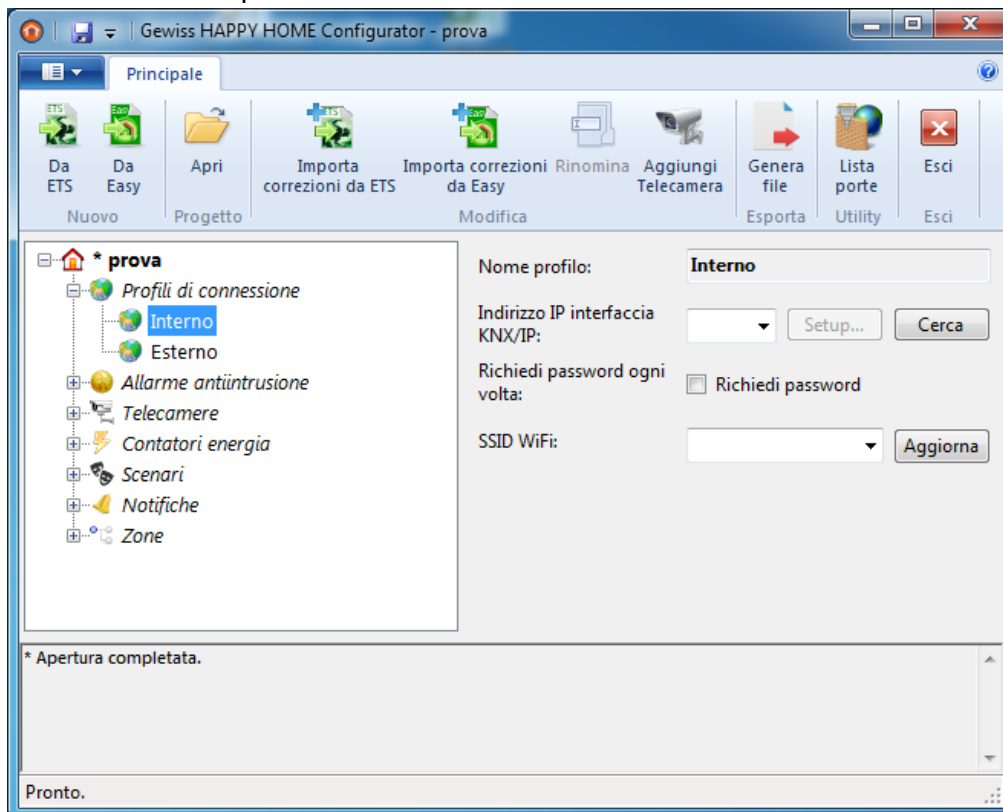 Gewiss HAPPY HOME Configurator - prova
Principale
ETS
Easy
ETS
Easy
Da ETS
Da Easy
Apri
Importa correzioni da ETS
Importa correzioni da Easy
Rinomina
Aggiungi Telecamera
Genera file
Lista porte
Esci
Nuovo
Progetto
Modifica
Esporta
Utility
Esci
* prova
Profili di connessione
Interno
Esterno
Allarme antiintrusione
Telecamere
Contatori energia
Scenari
Notifiche
Zone
Nome profilo:
Interno
Indirizzo IP interfaccia
KNX/IP:
Setup...
Cerca
Richiedi password ogni
volta:
Richiedi password
SSID WiFi:
Aggiorna
* Apertura completata.
Pronto.